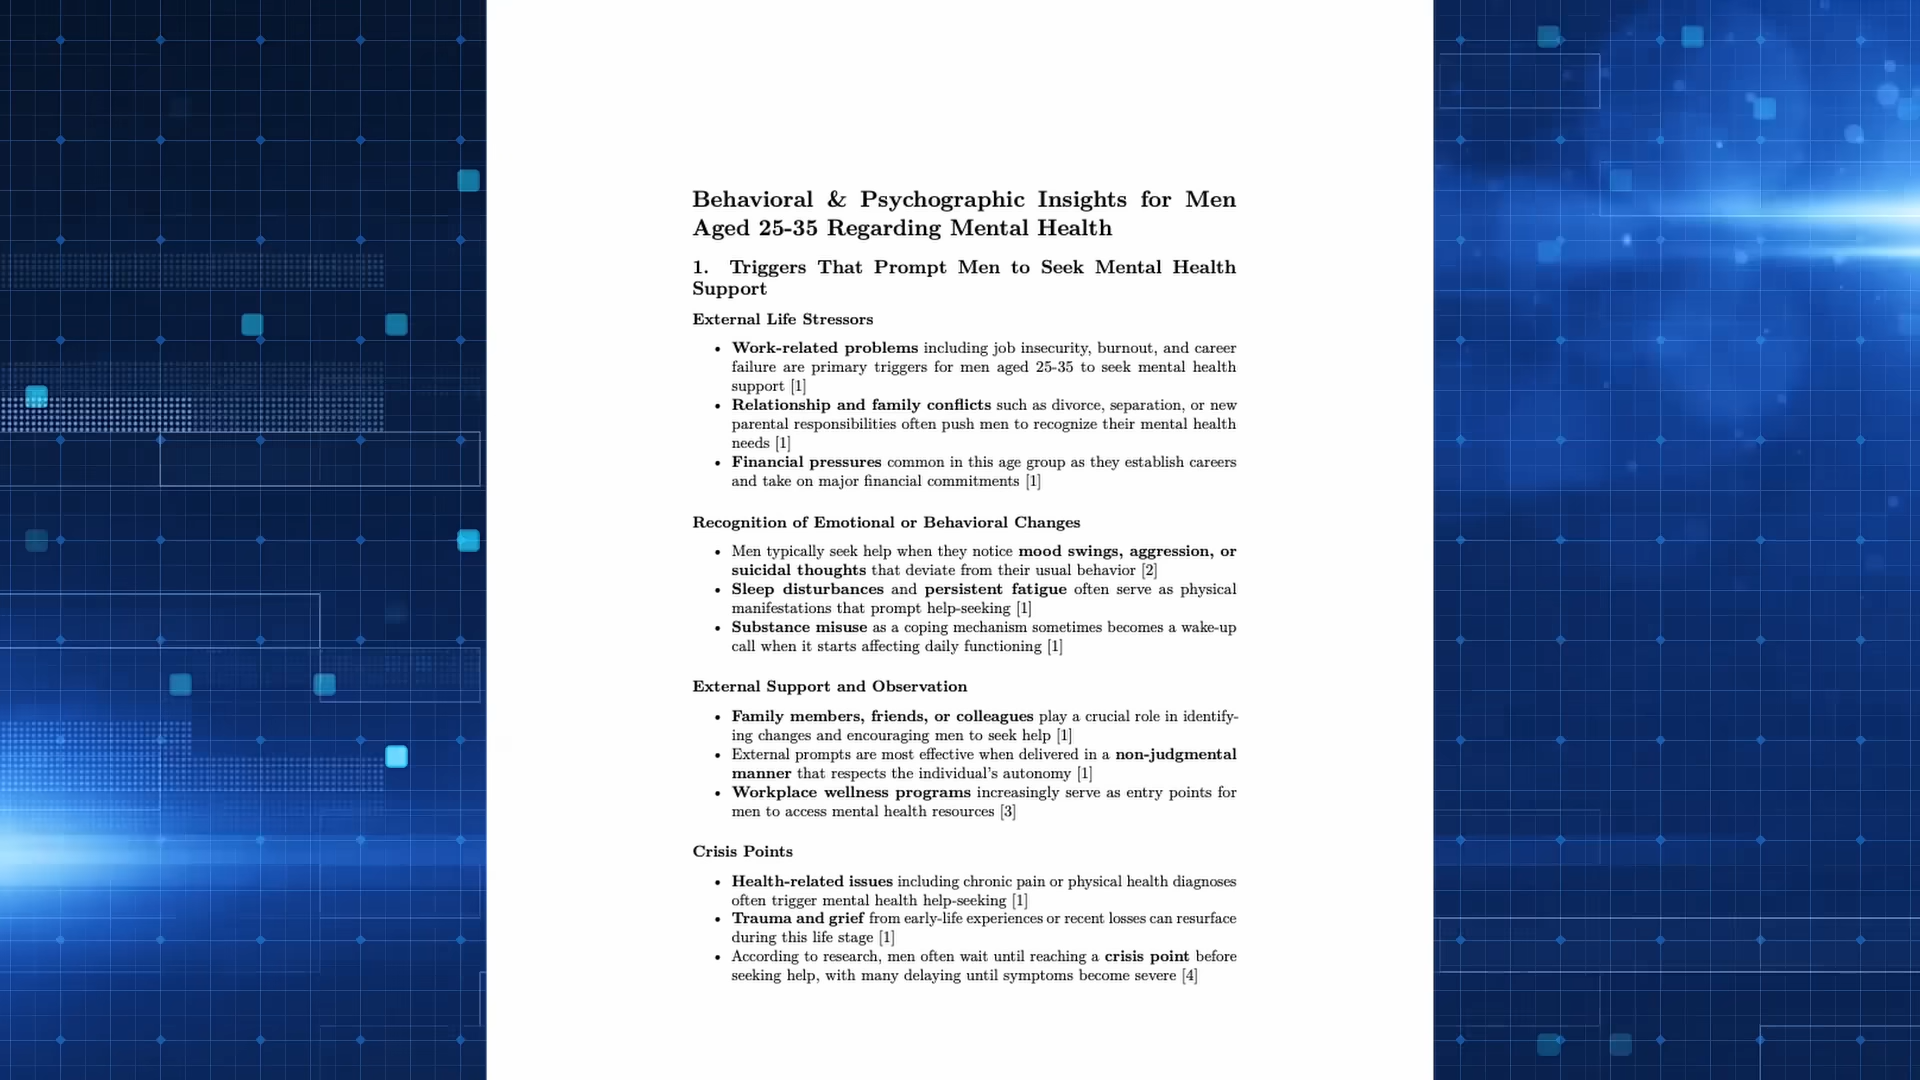 Behavioral & Psychographic Insights for Men
Aged 25-35 Regarding Mental Health
1. Triggers That Prompt Men to Seek Mental Health
Support
External Life Stressors
• Work-related problems including job insecurity, burnout, and career
failure are primary triggers for men aged 25-35 to seek mental health
support [1]
• Relationship and family conflicts such as divorce, separation, or new
parental responsibilities often push men to recognize their mental health
needs [1]
• Financial pressures common in this age group as they establish careers
and take on major financial commitments [1]
Recognition of Emotional or Behavioral Changes
• Men typically seek help when they notice mood swings, aggression, or
suicidal thoughts that deviate from their usual behavior [2]
• Sleep disturbances and persistent fatigue often serve as physical
manifestations that prompt help-seeking [1]
• Substance misuse as a coping mechanism sometimes becomes a wake-up
call when it starts affecting daily functioning [1]
External Support and Observation
• Family members, friends, or colleagues play a crucial role in identify-
ing changes and encouraging men to seek help [1]
• External prompts are most effective when delivered in a non-judgmental
manner that respects the individual's autonomy [1]
• Workplace wellness programs increasingly serve as entry points for
men to access mental health resources [3]
Crisis Points
• Health-related issues including chronic pain or physical health diagnoses
often trigger mental health help-seeking [1]
• Trauma and grief from early-life experiences or recent losses can resurface
during this life stage [1]
• According to research, men often wait until reaching a crisis point before
seeking help, with many delaying until symptoms become severe [4]